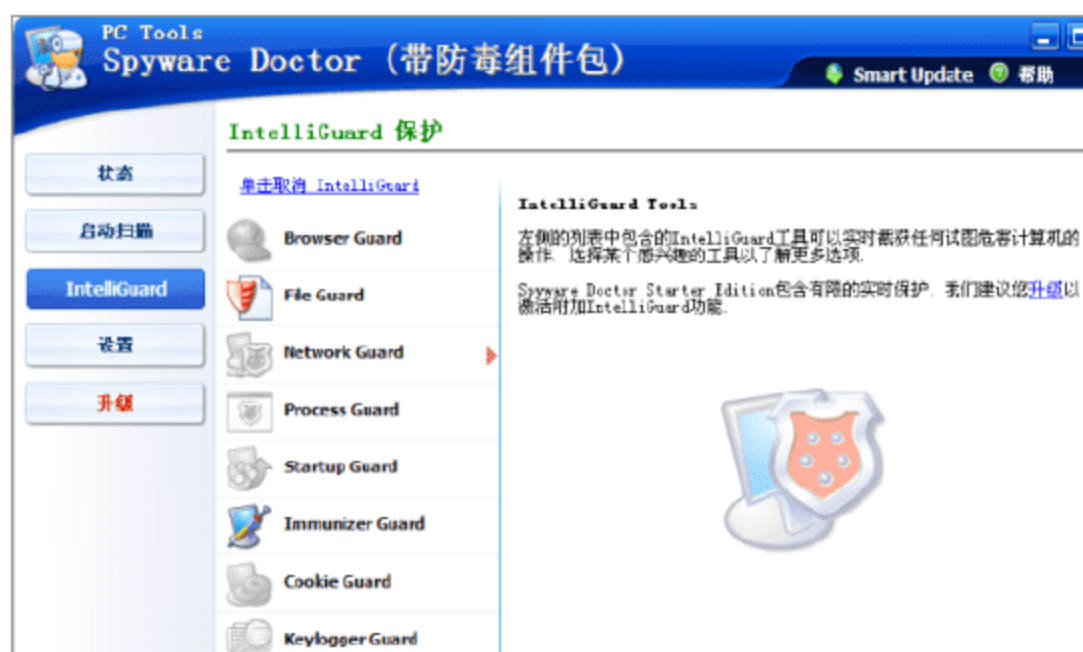 PC Tools
Spyware Doctor (带防毒组件包)
Smart Update 帮助
IntelliGuard 保护
状态
启动扫描
IntelliGuard
设置
升级
单击取消 IntelliGuard
Browser Guard
File Guard
Network Guard
Process Guard
Startup Guard
Immunizer Guard
Cookie Guard
Keylogger Guard
IntelliGuard Tools
左侧的列表中包含的IntelliGuard工具可以实时截获任何试图危害计算机的
操作. 选择某个感兴趣的工具以了解更多选项.
Spyware Doctor Starter Edition包含有限的实时保护. 我们建议您升级以
激活附加IntelliGuard功能.